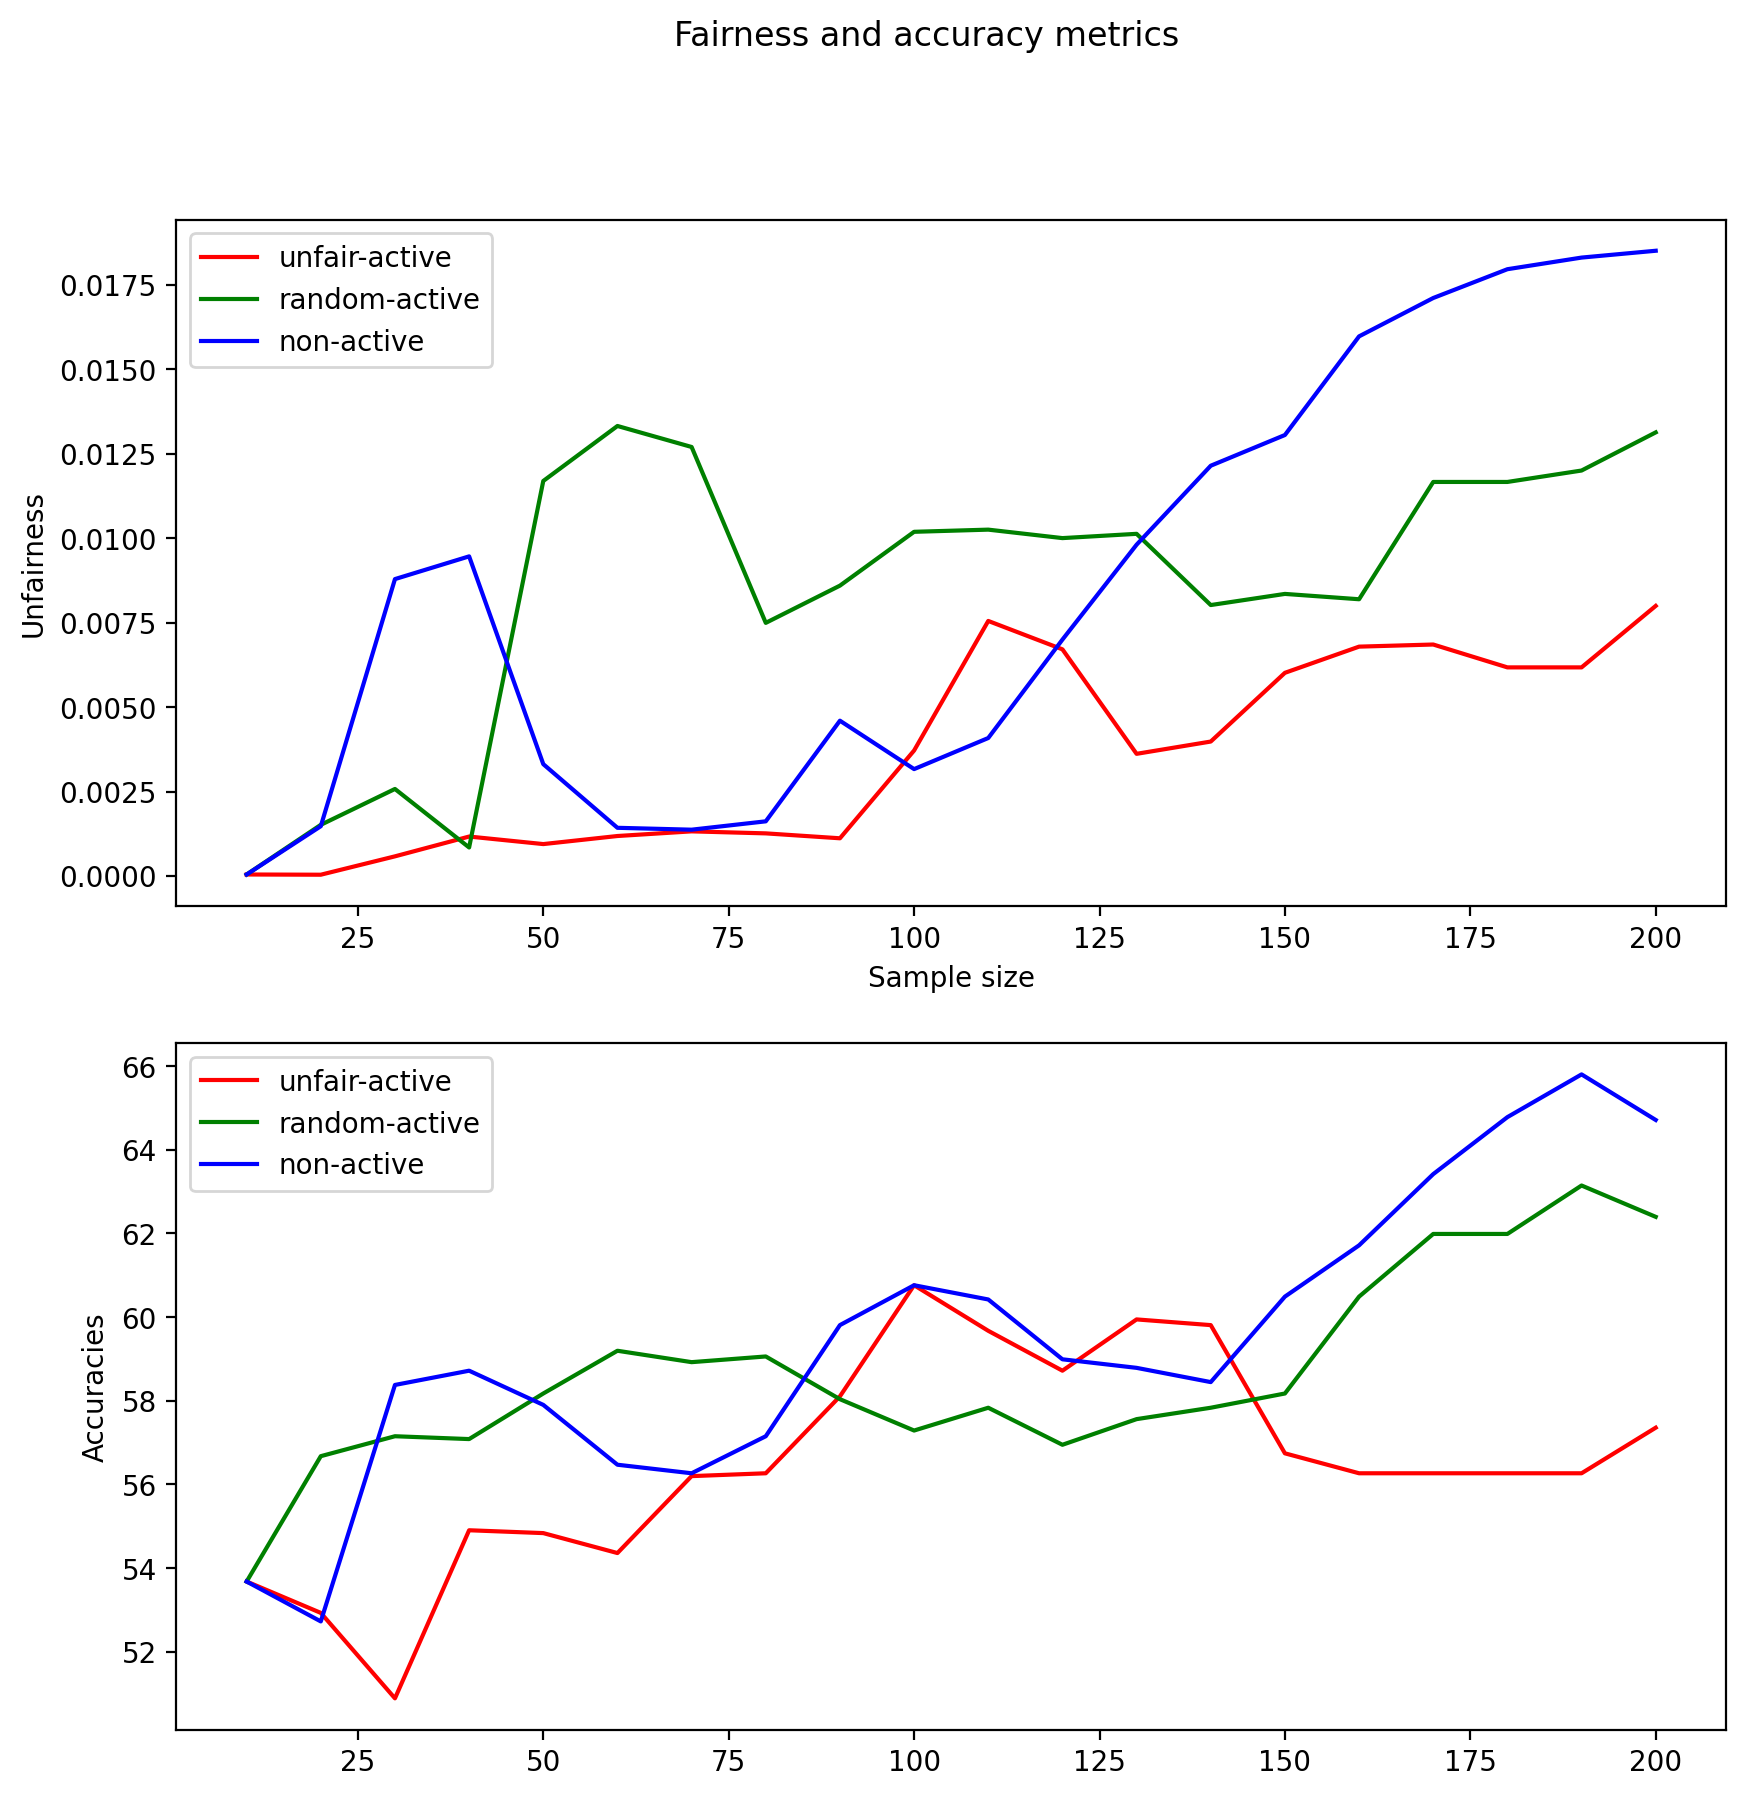 Fairness and accuracy metrics
unfair-active
random-active
non-active
0.0175
0.0150
0.0125
0.0100
0.0075
0.0050
0.0025
0.0000
Unfairness
25 50 75 100 125 150 175 200
Sample size
unfair-active
random-active
non-active
66
64
62
60
58
56
54
52
Accuracies
25 50 75 100 125 150 175 200